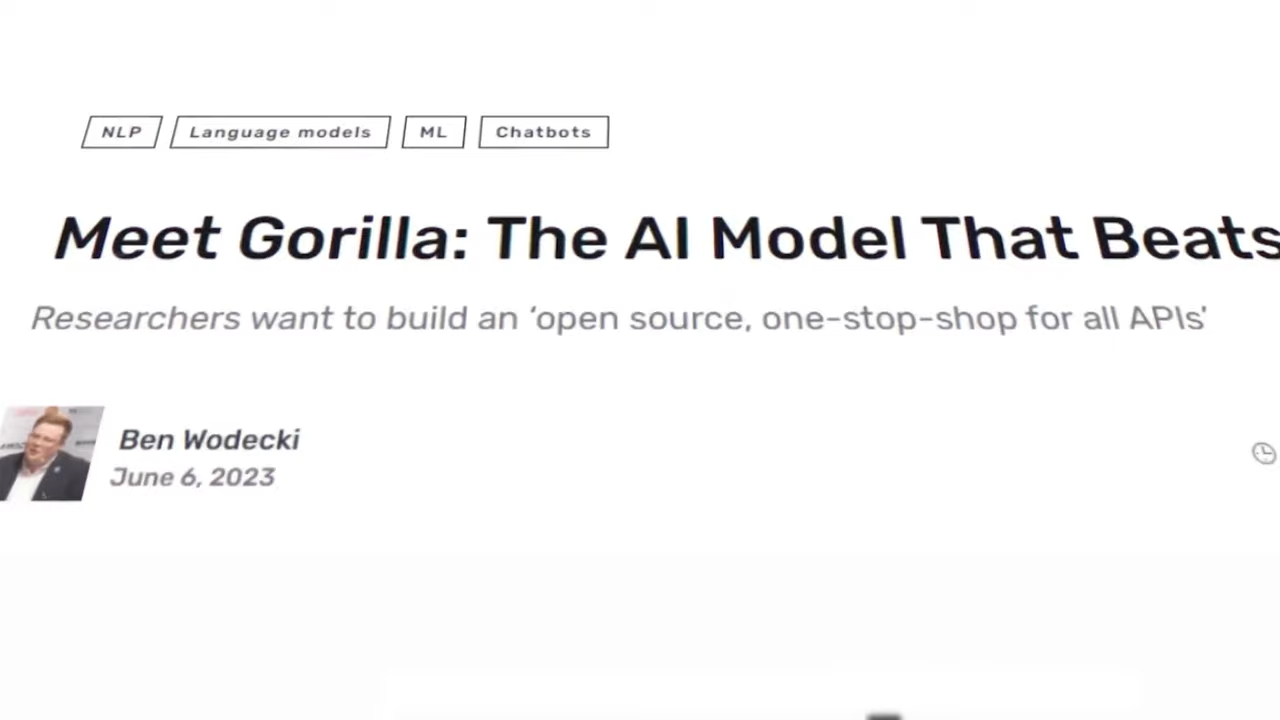 NLP Language models ML Chatbots
Meet Gorilla: The AI Model That Beats
Researchers want to build an ‘open source, one-stop-shop for all APIs’
Ben Wodecki
June 6, 2023